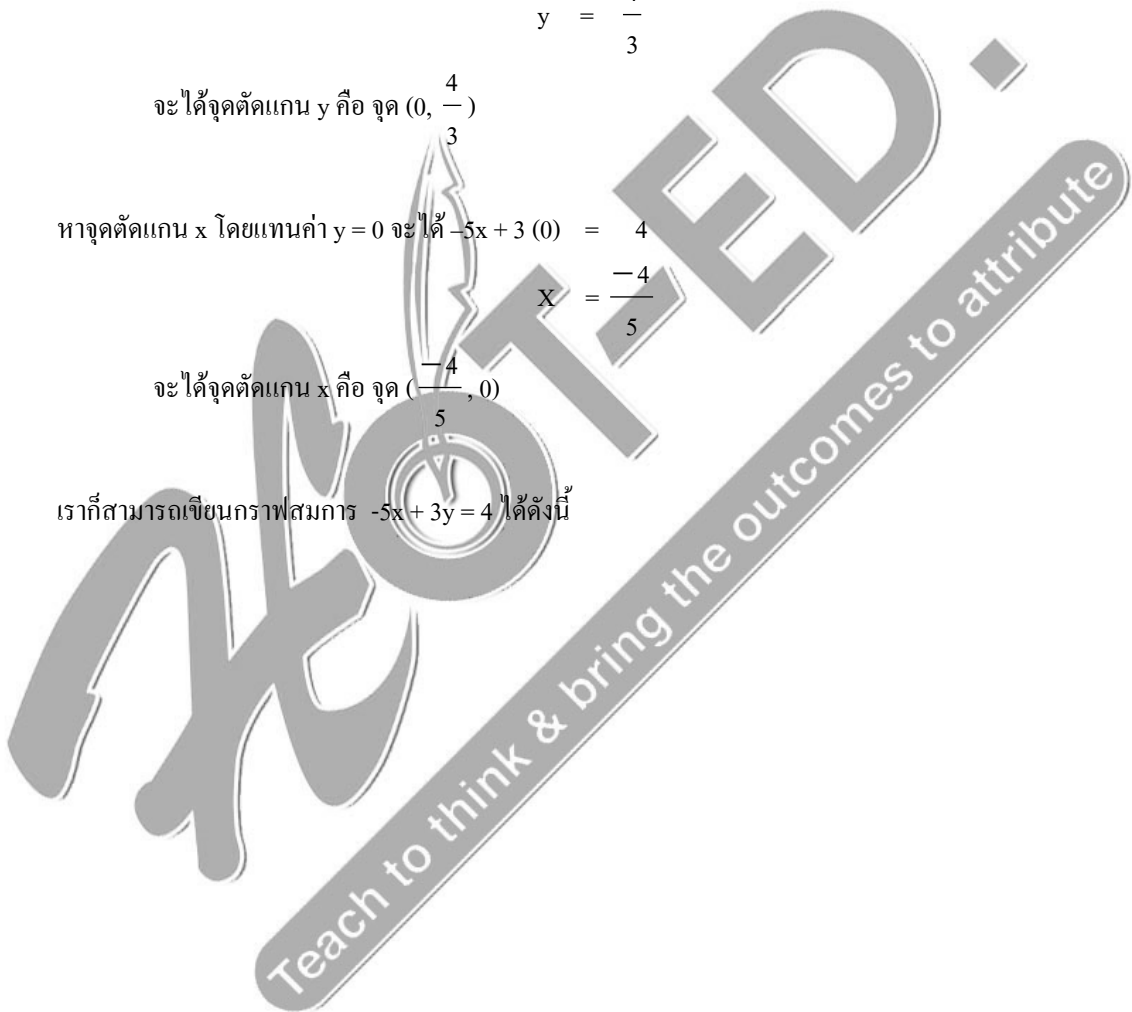 y = — 3
จะได้จุดตัดแกน y คือ จุด (0, 4/3)
หาจุดตัดแกน x โดยแทนค่า y = 0 จะได้ –5x + 3 (0) = 4
X = −4/5
จะได้จุดตัดแกน x คือ จุด (−4/5, 0)
เราก็สามารถเขียนกราฟสมการ -5x + 3y = 4 ได้ดังนี้
HOT-ED.
Teach to think & bring the outcomes to attribute